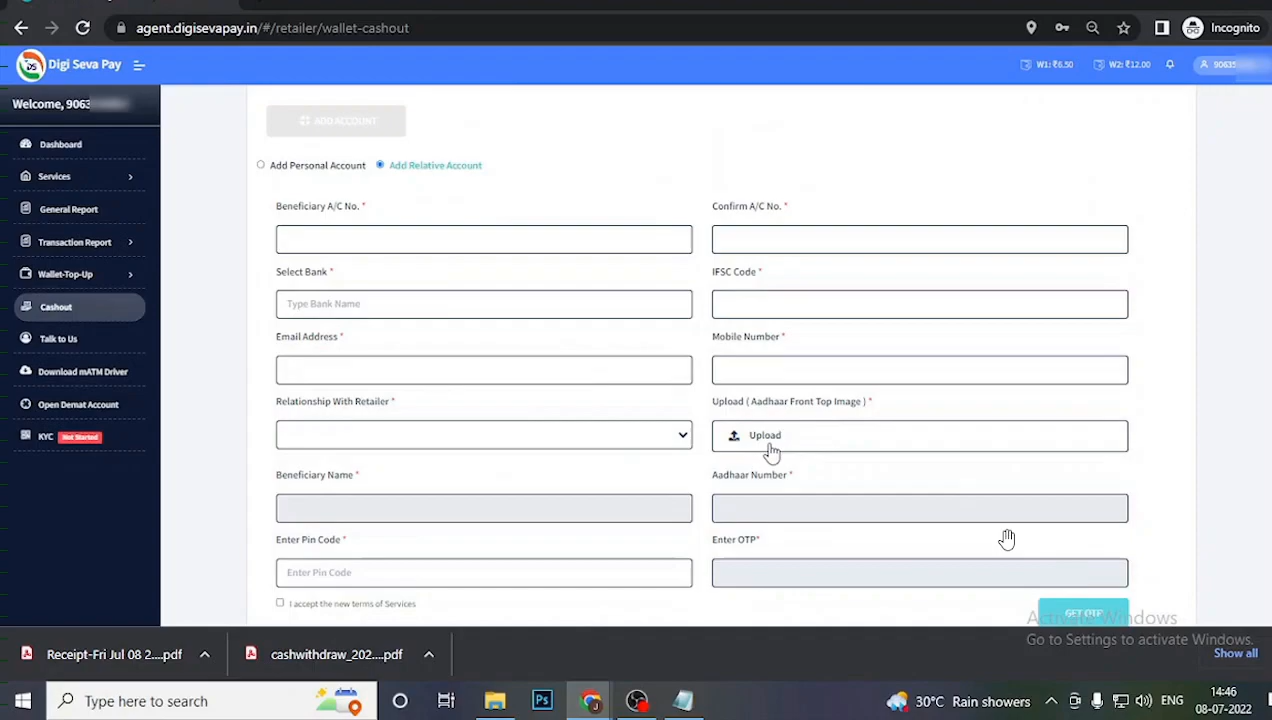 agent.digisevapay.in/#/retailer/wallet-cashout
Incognito
Digi Seva Pay
W1: ₹6.50
W2: ₹12.00
90635
Welcome, 9063
Dashboard
Services
General Report
Transaction Report
Wallet-Top-Up
Cashout
Talk to Us
Download mATM Driver
Open Demat Account
KYC Not Started
ADD ACCOUNT
Add Personal Account Add Relative Account
Beneficiary A/C No. *
Confirm A/C No. *
Select Bank *
IFSC Code *
Type Bank Name
Email Address *
Mobile Number *
Relationship With Retailer *
Upload ( Aadhaar Front Top Image ) *
Upload
Beneficiary Name *
Aadhaar Number *
Enter Pin Code *
Enter OTP*
Enter Pin Code
I accept the new terms of Services
GET OTP
Activate Windows
Go to Settings to activate Windows.
Receipt-Fri Jul 08 2....pdf
cashwithdraw_202....pdf
Show all
Type here to search
30°C Rain showers
ENG
14:46
08-07-2022